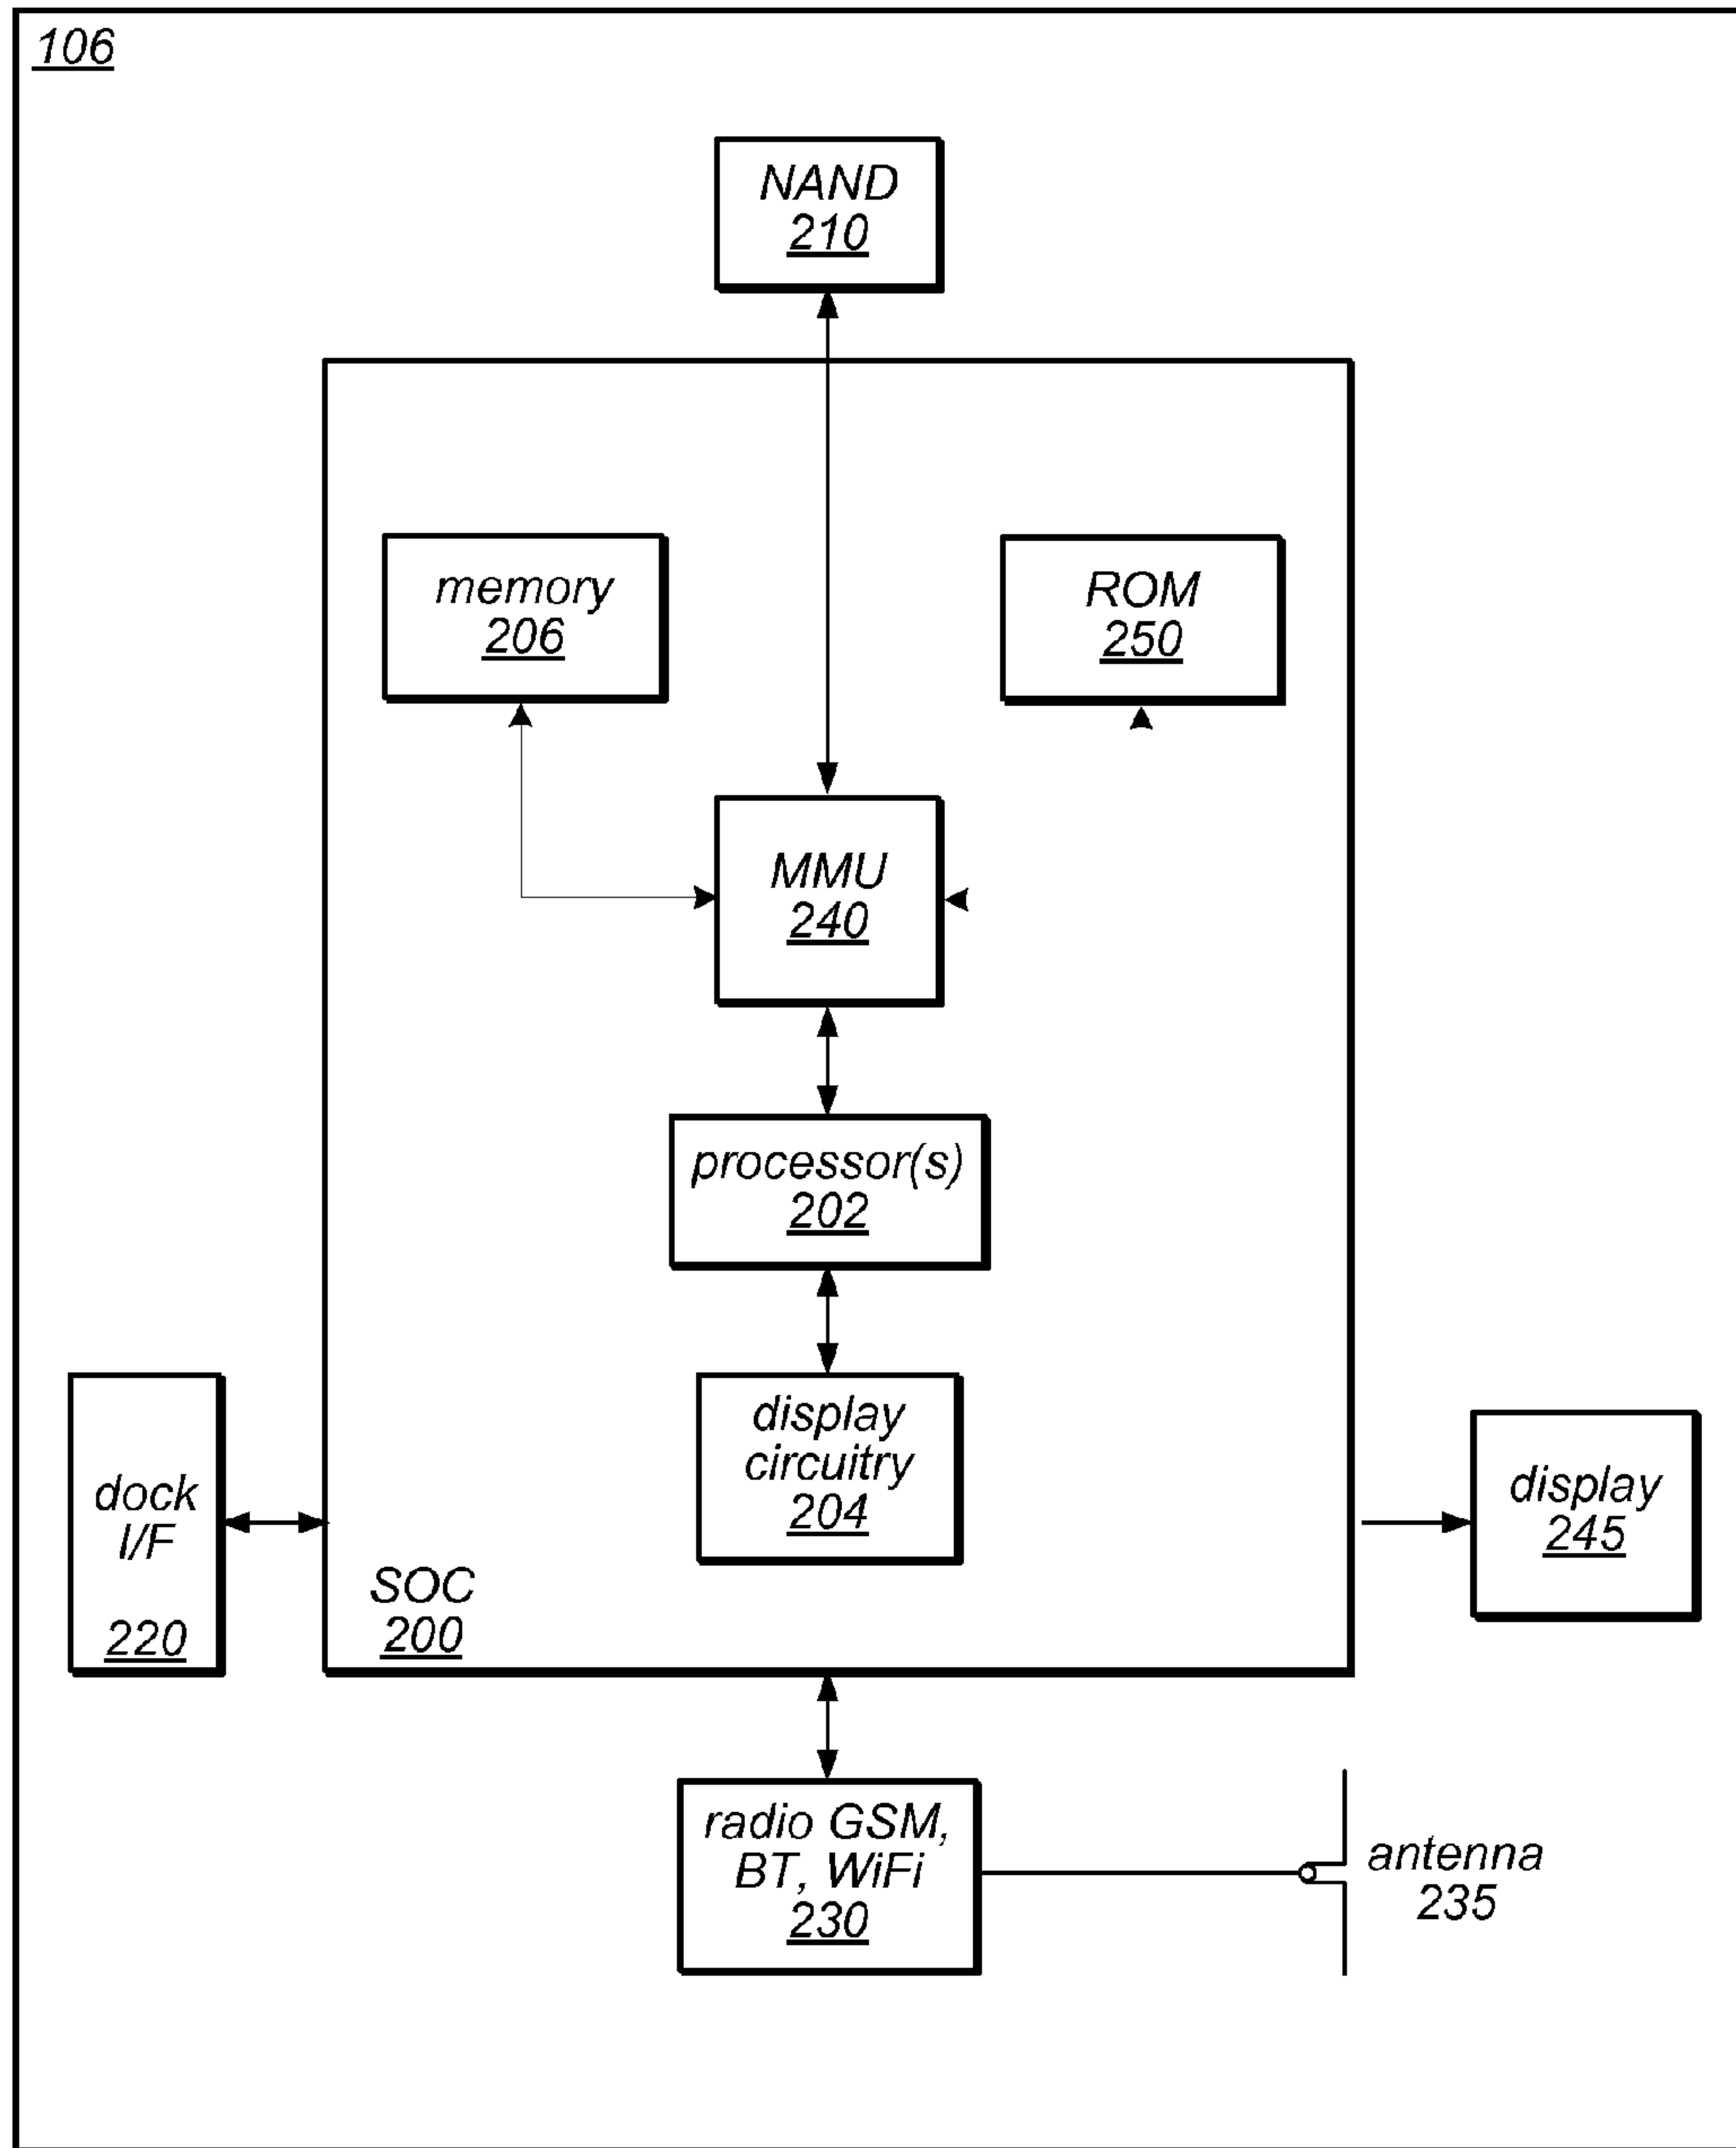 106
NAND
210
memory
206
ROM
250
MMU
240
processor(s)
202
display
circuitry
204
dock
I/F
220
SOC
200
display
245
radio GSM,
BT, WiFi
230
antenna
235